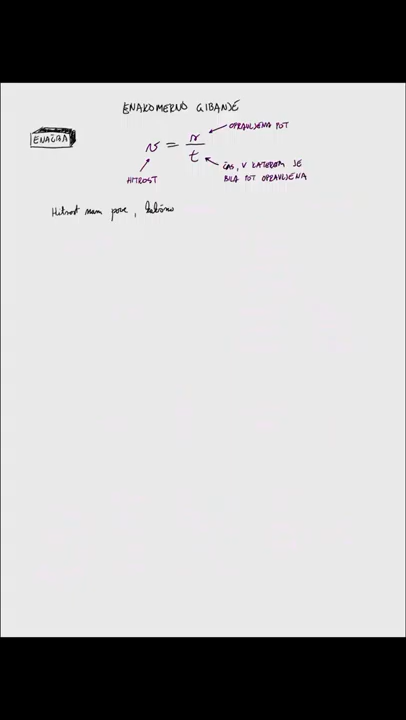 ENAKOMERNO GIBANJE
ENAČBA
v = s/t
OPRAVLJENA POT
ČAS, V KATEREM JE
BILA POT OPRAVLJENA
HITROST
Hitrost nam pove, kolikšno